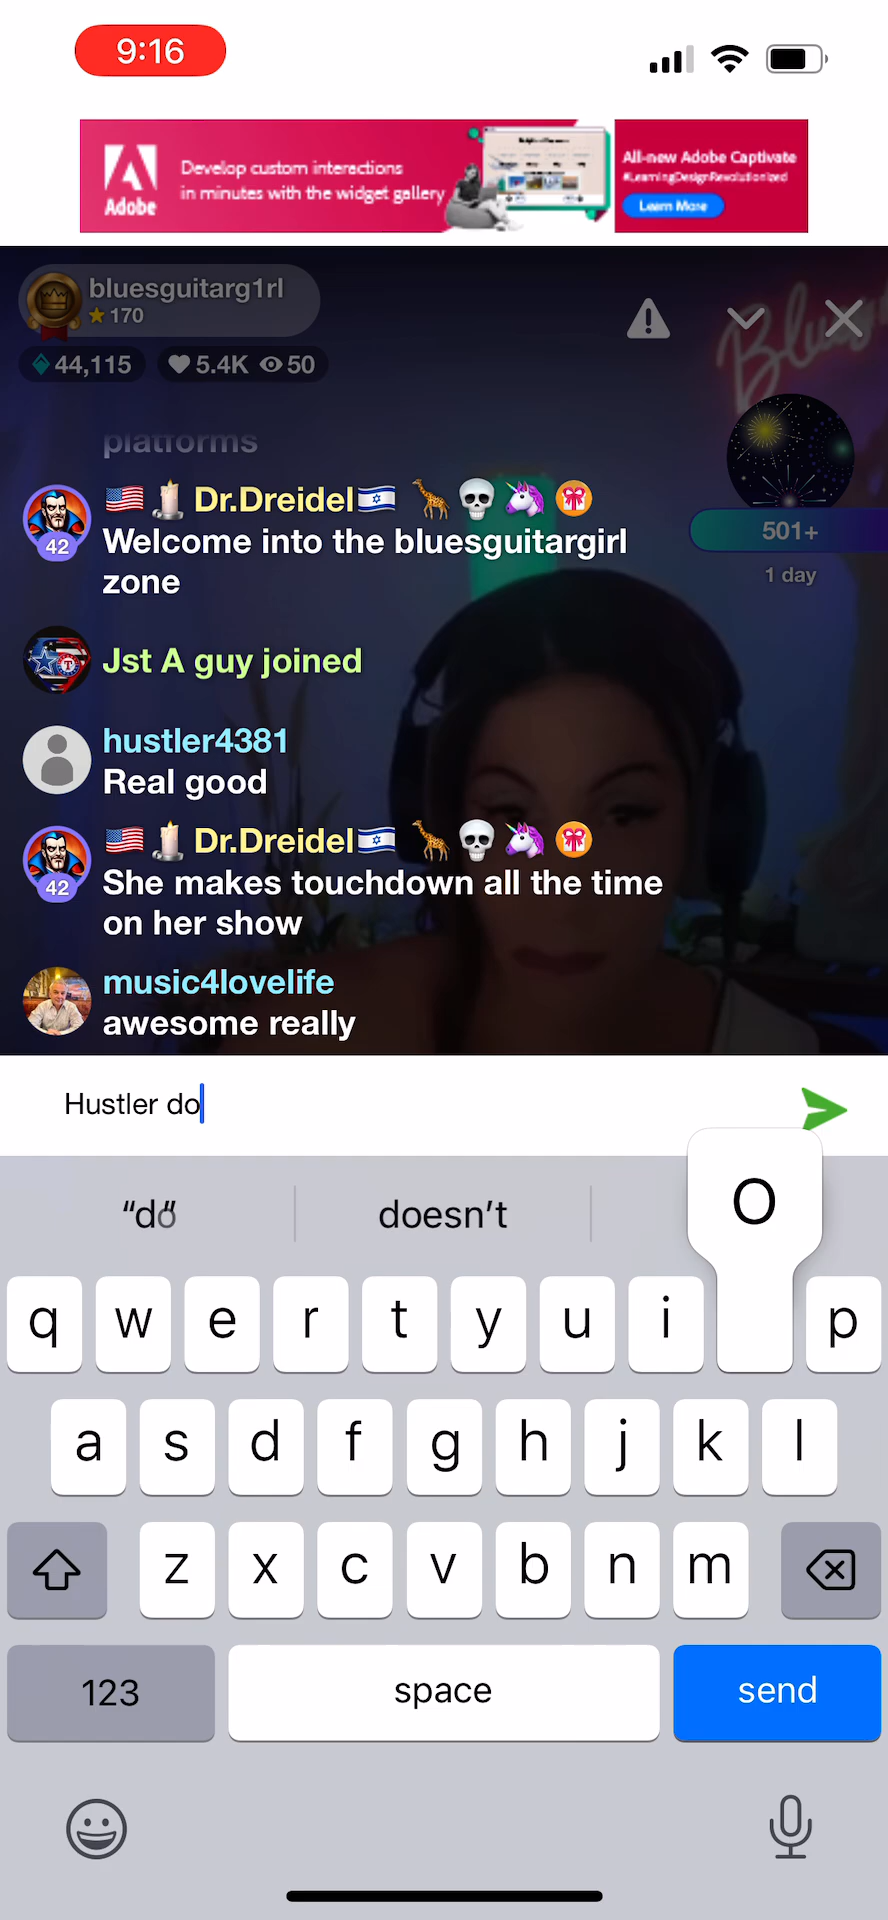 9:16
Adobe
Develop custom interactions
in minutes with the widget gallery
All-new Adobe Captivate
#LearningDesignRevolutionized
Learn More
bluesguitarg1rl
170
44,115 5.4K 50
platforms
Dr.Dreidel
42
Welcome into the bluesguitargirl
zone
501+
1 day
Jst A guy joined
hustler4381
Real good
Dr.Dreidel
42
She makes touchdown all the time
on her show
music4lovelife
awesome really
Hustler do
“do” doesn’t
O
q w e r t y u i p
a s d f g h j k l
z x c v b n m
123 space send